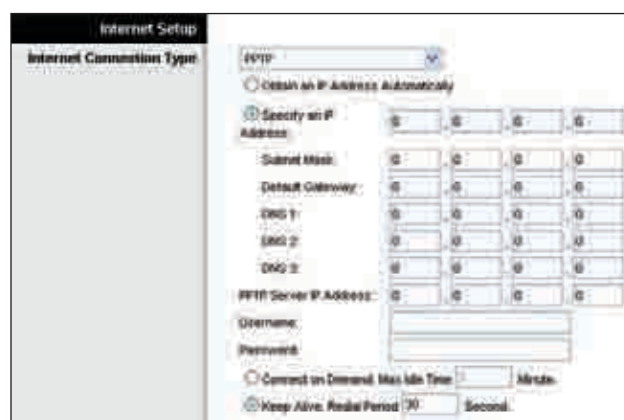 Internet Setup
Internet Connection Type
PPTP
Obtain an IP Address Automatically
Specify an IP Address:
0 . 0 . 0 . 0
Subnet Mask: 0 . 0 . 0 . 0
Default Gateway: 0 . 0 . 0 . 0
DNS 1: 0 . 0 . 0 . 0
DNS 2: 0 . 0 . 0 . 0
DNS 3: 0 . 0 . 0 . 0
PPTP Server IP Address: 0 . 0 . 0 . 0
Username:
Password:
Connect on Demand. Max Idle Time Minute.
Keep Alive. Redial Period 30 Second.